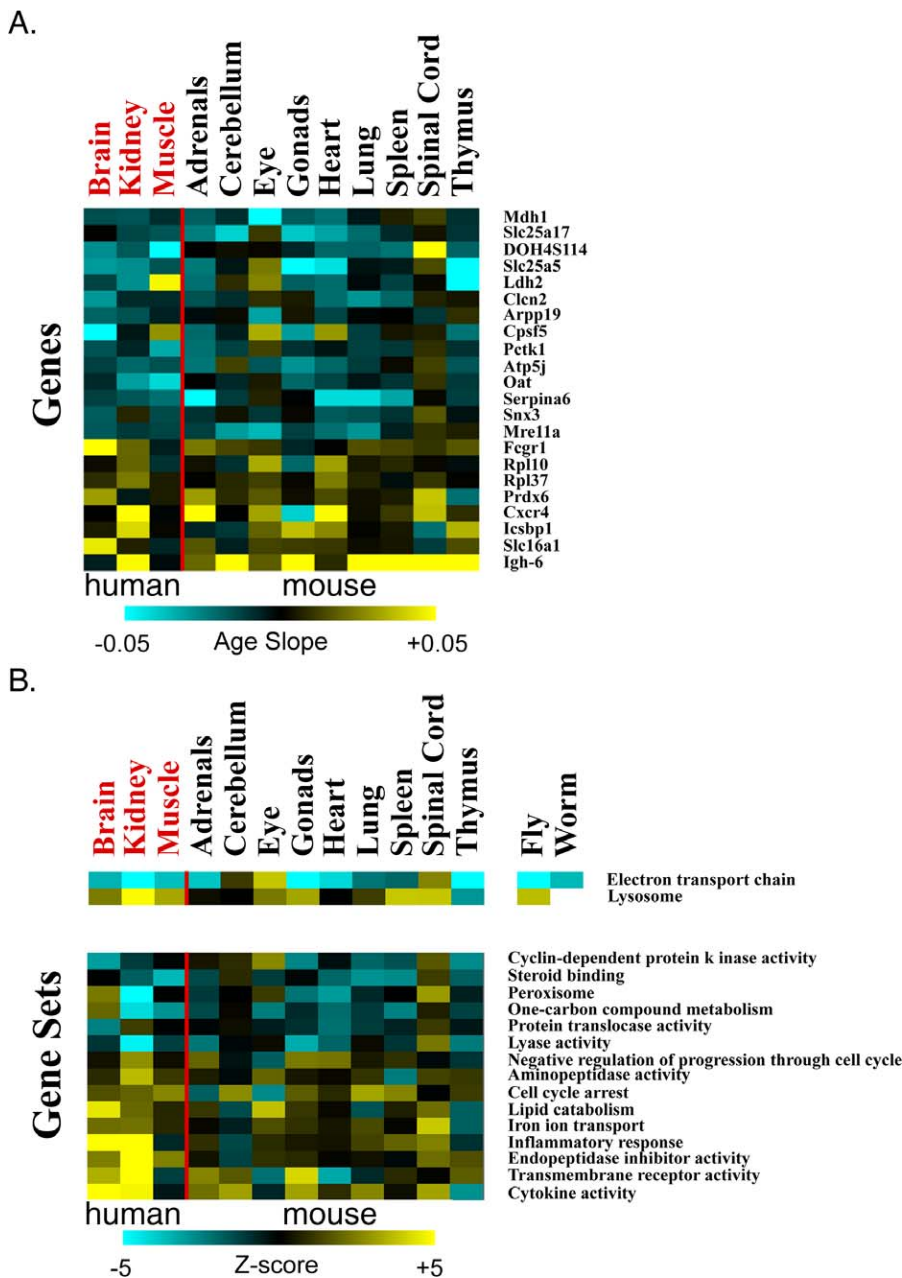 A.
Brain Kidney Muscle Adrenals Cerebellum Eye Gonads Heart Lung Spleen Spinal Cord Thymus
Genes
Mdh1
Slc25a17
DOH4S114
Slc25a5
Ldh2
Clcn2
Arpp19
Cpsf5
Pctk1
Atp5j
Oat
Serpina6
Snx3
Mre11a
Fcgr1
Rpl10
Rpl37
Prdx6
Cxcr4
Icsbp1
Slc16a1
Igh-6
human mouse
-0.05 Age Slope +0.05
B.
Brain Kidney Muscle Adrenals Cerebellum Eye Gonads Heart Lung Spleen Spinal Cord Thymus Fly Worm
Electron transport chain
Lysosome
Gene Sets
Cyclin-dependent protein k inase activity
Steroid binding
Peroxisome
One-carbon compound metabolism
Protein translocase activity
Lyase activity
Negative regulation of progression through cell cycle
Aminopeptidase activity
Cell cycle arrest
Lipid catabolism
Iron ion transport
Inflammatory response
Endopeptidase inhibitor activity
Transmembrane receptor activity
Cytokine activity
human mouse
-5 Z-score +5